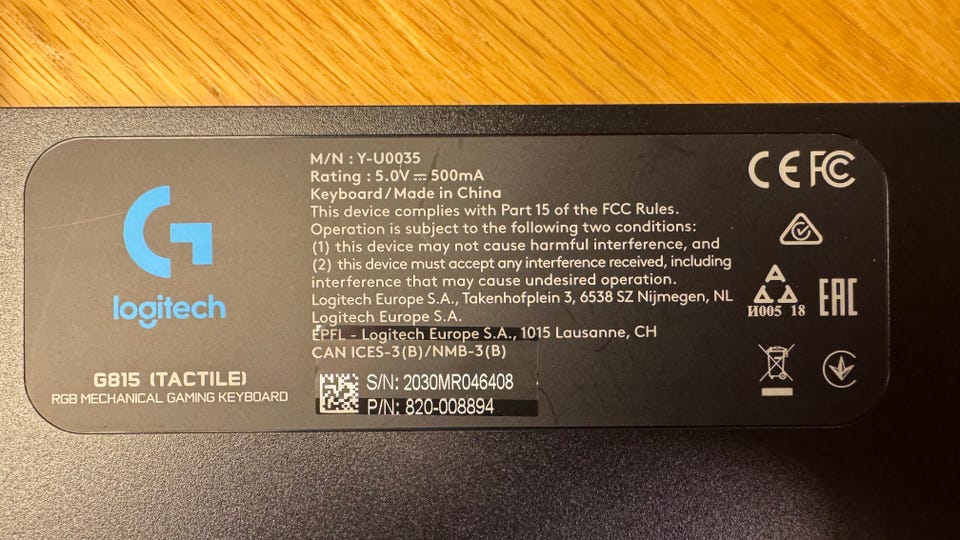 M/N : Y-U0035
Rating : 5.0V ⎓ 500mA
Keyboard / Made in China
This device complies with Part 15 of the FCC Rules.
Operation is subject to the following two conditions:
(1) this device may not cause harmful interference, and
(2) this device must accept any interference received, including
interference that may cause undesired operation.
Logitech Europe S.A., Takenhofplein 3, 6538 SZ Nijmegen, NL
Logitech Europe S.A.
EPFL - Logitech Europe S.A., 1015 Lausanne, CH
CAN ICES-3(B)/NMB-3(B)
S/N: 2030MR046408
P/N: 820-008894
G
logitech
G815 (TACTILE)
RGB MECHANICAL GAMING KEYBOARD
CE FC
И005 18
EAC